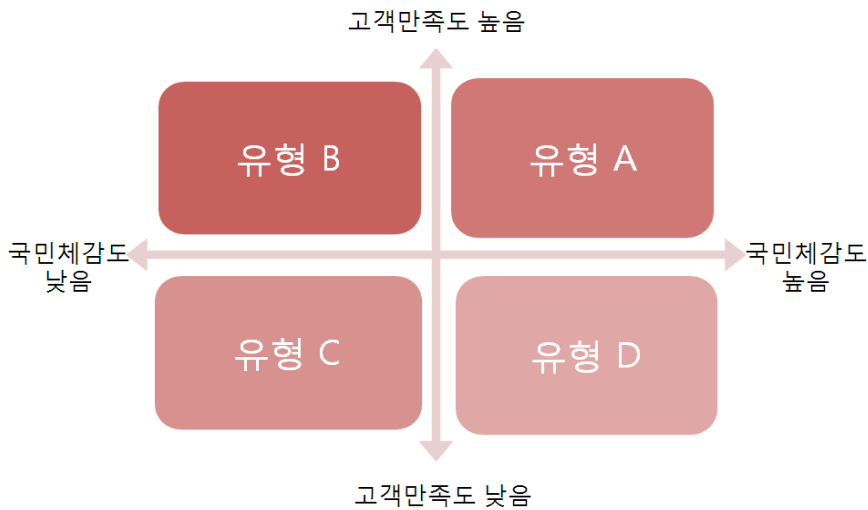 고객만족도 높음
유형 B
유형 A
국민체감도
낮음
국민체감도
높음
유형 C
유형 D
고객만족도 낮음